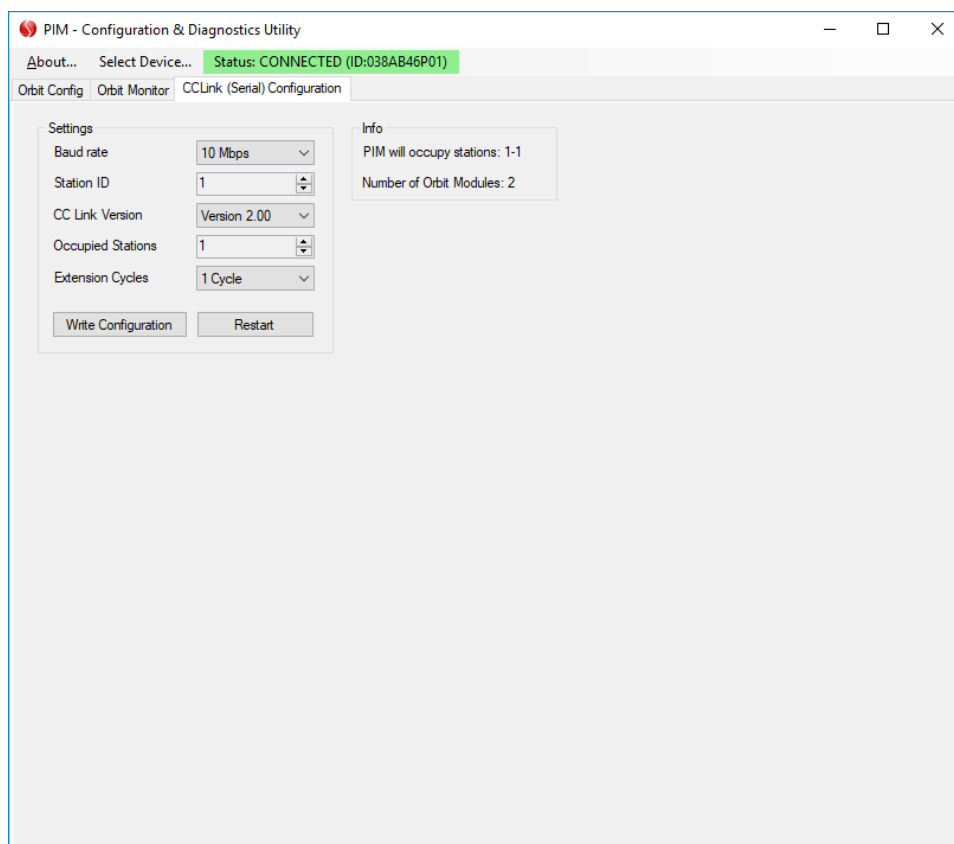 PIM - Configuration & Diagnostics Utility
About... Select Device... Status: CONNECTED (ID:038AB46P01)
Orbit Config Orbit Monitor CCLink (Serial) Configuration
Settings
Baud rate 10 Mbps
Station ID 1
CC Link Version Version 2.00
Occupied Stations 1
Extension Cycles 1 Cycle
Write Configuration Restart
Info
PIM will occupy stations: 1-1
Number of Orbit Modules: 2